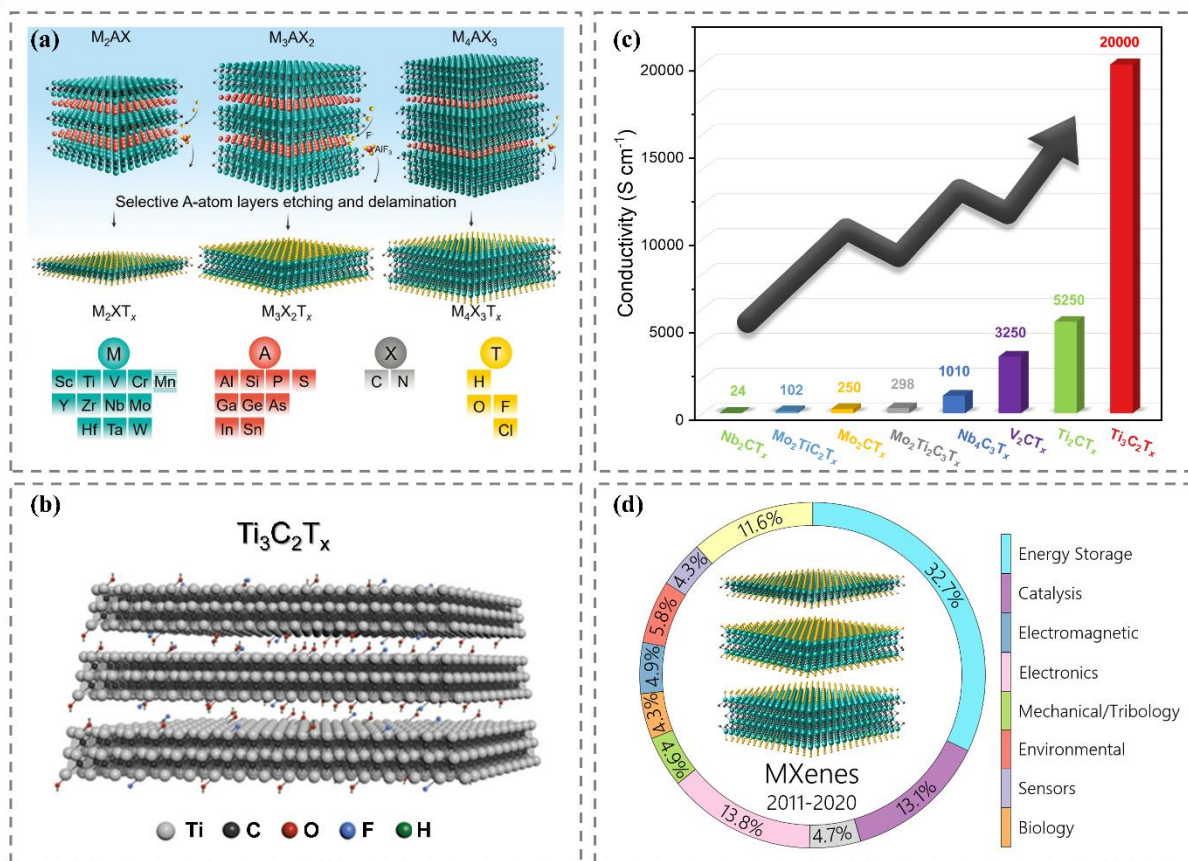 (a)
M₂AX M₃AX₂ M₄AX₃
F⁻
AlF₃
Selective A-atom layers etching and delamination
M₂XTₓ M₃X₂Tₓ M₄X₃Tₓ
M A X T
Sc Ti V Cr Mn Al Si P S C N H
Y Zr Nb Mo Ga Ge As O F
Hf Ta W In Sn Cl
(b)
Ti₃C₂Tₓ
Ti C O F H
(c)
Conductivity (S cm⁻¹)
20000
15000
10000
5000
0
24 102 250 298 1010 3250 5250 20000
Nb₂CTₓ Mo₂TiC₂Tₓ Mo₂CTₓ Mo₂Ti₂C₃Tₓ Nb₄C₃Tₓ V₂CTₓ Ti₂CTₓ Ti₃C₂Tₓ
(d)
32.7%
13.1%
4.7%
13.8%
4.9%
4.3%
4.9%
5.8%
4.3%
11.6%
MXenes
2011-2020
Energy Storage
Catalysis
Electromagnetic
Electronics
Mechanical/Tribology
Environmental
Sensors
Biology